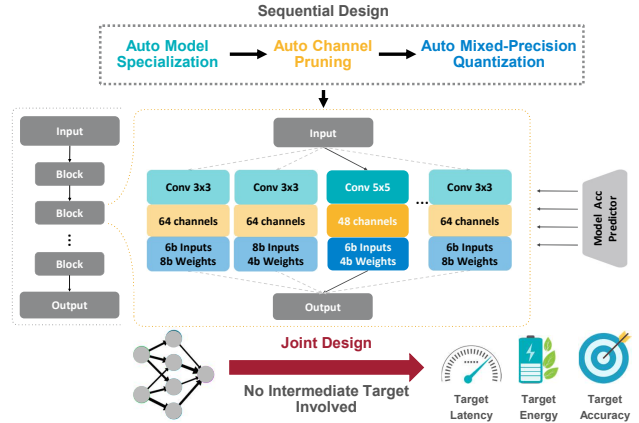 Sequential Design
Auto Model
Specialization
Auto Channel
Pruning
Auto Mixed-Precision
Quantization
Input
Block
Block
Block
Output
Input
Conv 3x3
64 channels
6b Inputs
8b Weights
Conv 3x3
64 channels
8b Inputs
4b Weights
Conv 5x5
48 channels
6b Inputs
4b Weights
...
Conv 3x3
64 channels
6b Inputs
8b Weights
Output
Model Acc
Predictor
Joint Design
No Intermediate Target
Involved
Target
Latency
Target
Energy
Target
Accuracy